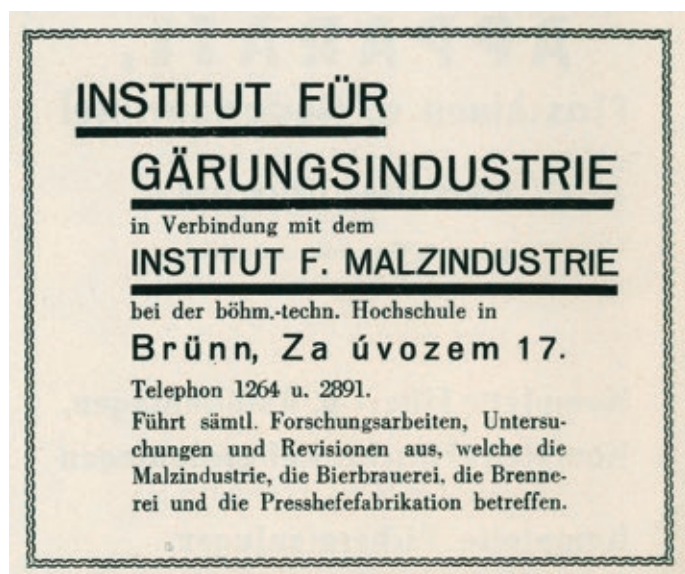 INSTITUT FÜR
GÄRUNGSINDUSTRIE
in Verbindung mit dem
INSTITUT F. MALZINDUSTRIE
bei der böhm.-techn. Hochschule in
Brünn, Za úvozem 17.
Telephon 1264 u. 2891.
Führt sämtl. Forschungsarbeiten, Untersu-
chungen und Revisionen aus, welche die
Malzindustrie, die Bierbrauerei, die Brenne-
rei und die Presshefefabrikation betreffen.